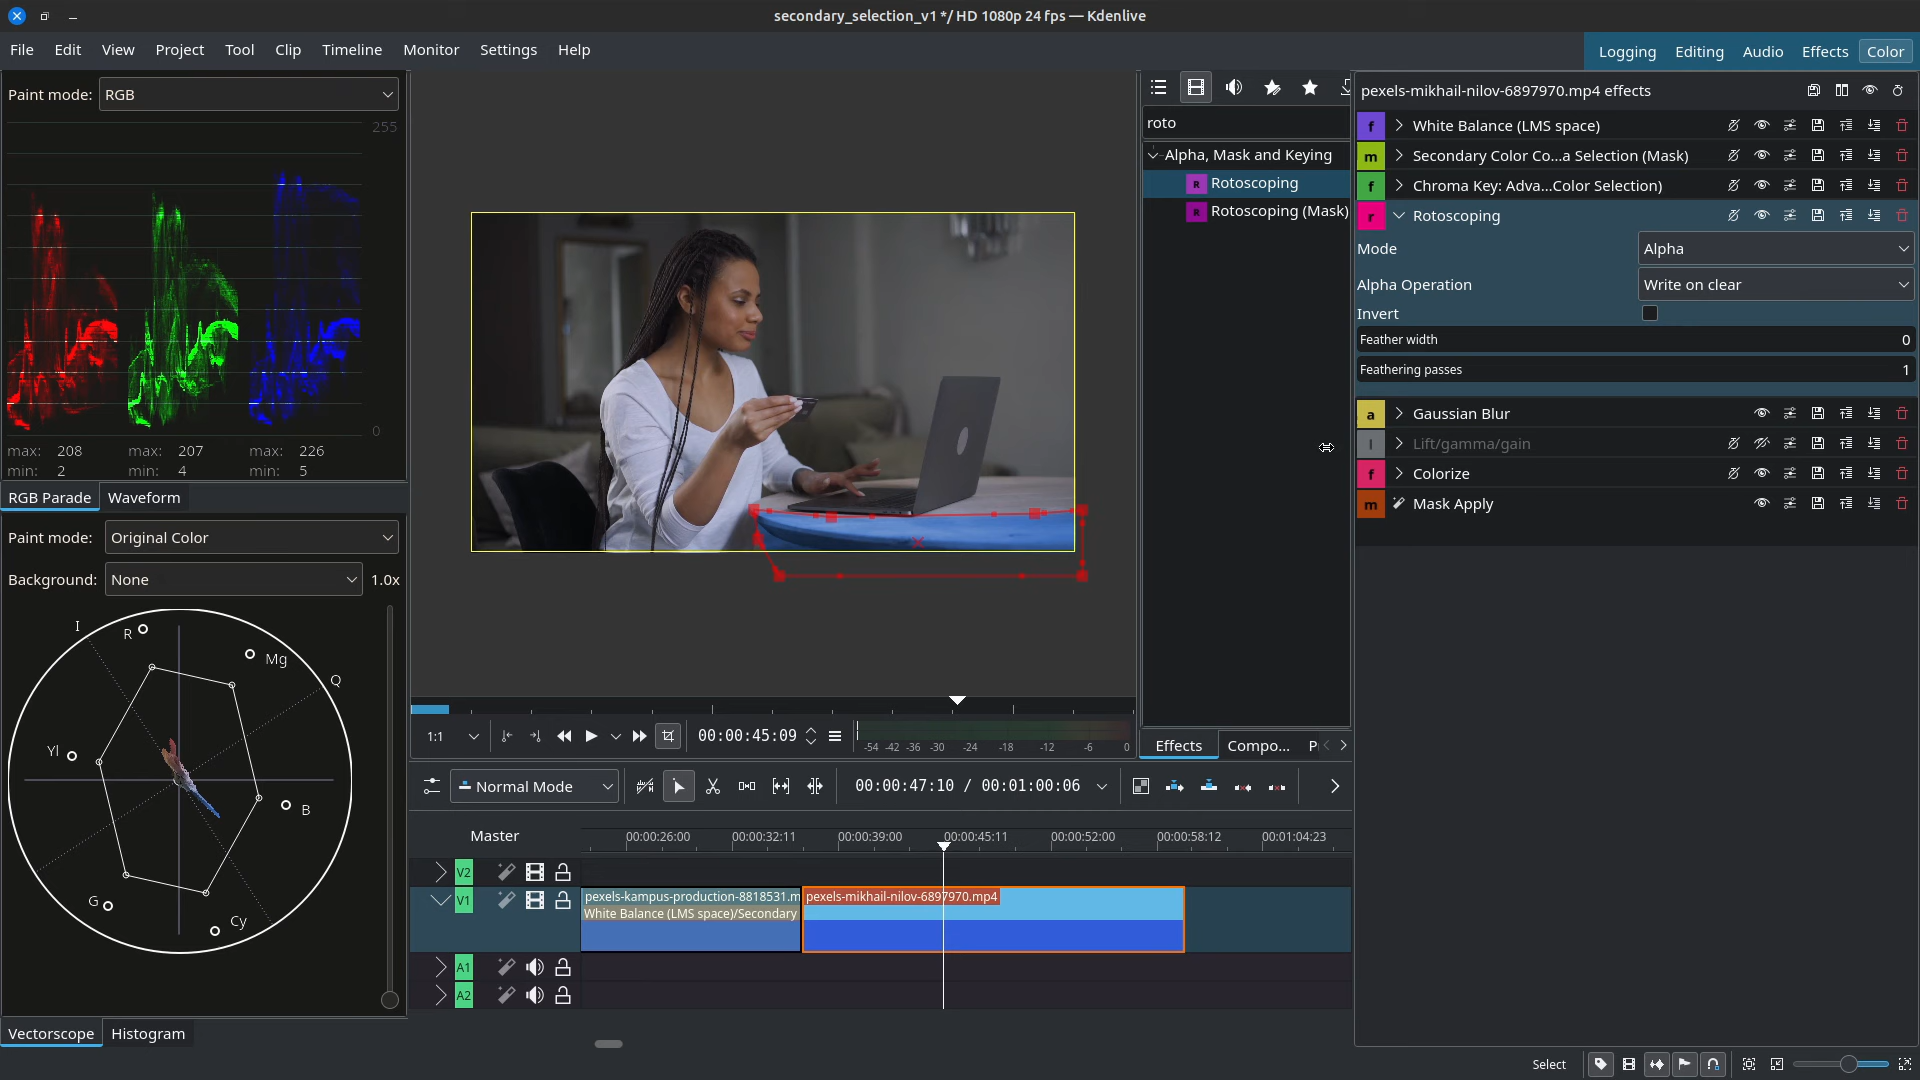 secondary_selection_v1 */ HD 1080p 24 fps — Kdenlive
File Edit View Project Tool Clip Timeline Monitor Settings Help
Logging Editing Audio Effects Color
Paint mode: RGB
255
0
max: 208 max: 207 max: 226
min: 2 min: 4 min: 5
RGB Parade Waveform
Paint mode: Original Color
Background: None 1.0x
I
R
Mg
Q
Yl
B
G
Cy
Vectorscope Histogram
1:1
00:00:45:09
-54 -42 -36 -30 -24 -18 -12 -6 0
roto
Alpha, Mask and Keying
R Rotoscoping
R Rotoscoping (Mask)
Effects Compo... P
pexels-mikhail-nilov-6897970.mp4 effects
f White Balance (LMS space)
m Secondary Color Co...a Selection (Mask)
f Chroma Key: Adva...Color Selection)
r Rotoscoping
Mode Alpha
Alpha Operation Write on clear
Invert
Feather width 0
Feathering passes 1
a Gaussian Blur
l Lift/gamma/gain
f Colorize
m Mask Apply
Normal Mode
00:00:47:10 / 00:01:00:06
Master
00:00:26:00 00:00:32:11 00:00:39:00 00:00:45:11 00:00:52:00 00:00:58:12 00:01:04:23
V2
V1
pexels-kampus-production-8818531.m
White Balance (LMS space)/Secondary
pexels-mikhail-nilov-6897970.mp4
A1
A2
Select